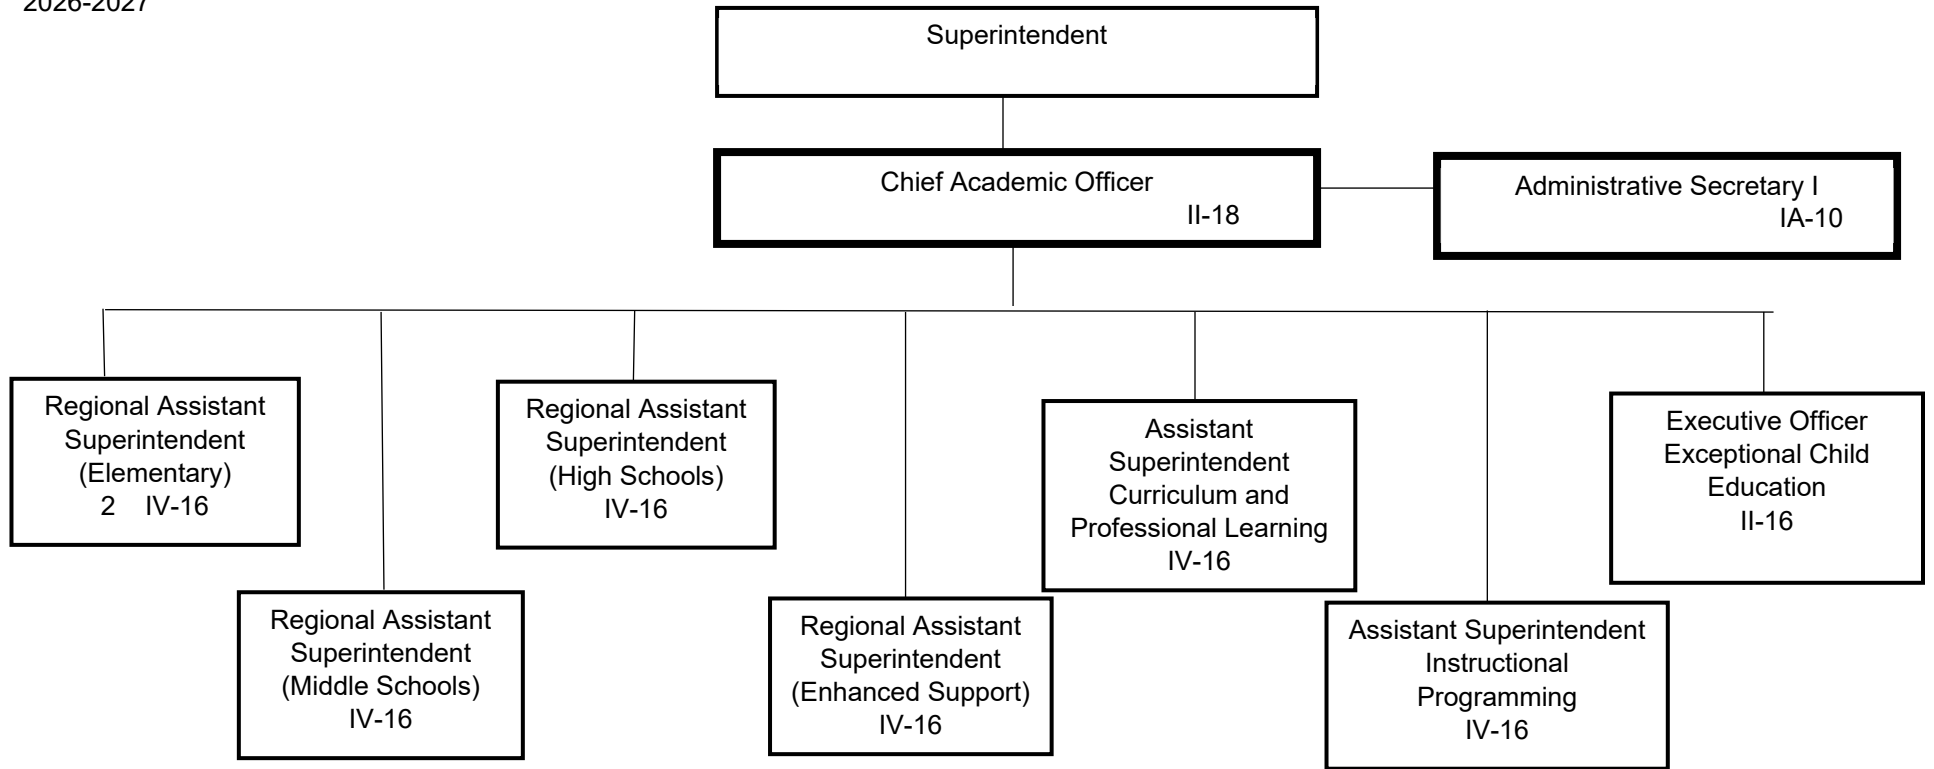 2026-2027
Superintendent
Chief Academic Officer
II-18
Administrative Secretary I
IA-10
Regional Assistant
Superintendent
(Elementary)
2    IV-16
Regional Assistant
Superintendent
(Middle Schools)
IV-16
Regional Assistant
Superintendent
(High Schools)
IV-16
Regional Assistant
Superintendent
(Enhanced Support)
IV-16
Assistant
Superintendent
Curriculum and
Professional Learning
IV-16
Assistant Superintendent
Instructional
Programming
IV-16
Executive Officer
Exceptional Child
Education
II-16